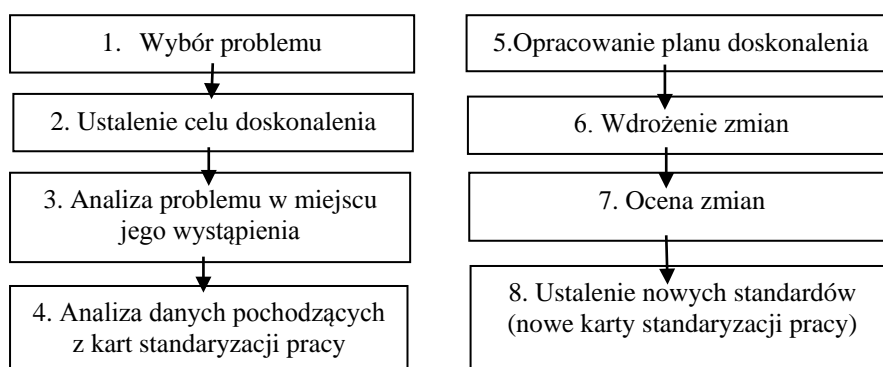 1. Wybór problemu
2. Ustalenie celu doskonalenia
3. Analiza problemu w miejscu
jego wystąpienia
4. Analiza danych pochodzących
z kart standaryzacji pracy
5.Opracowanie planu doskonalenia
6. Wdrożenie zmian
7. Ocena zmian
8. Ustalenie nowych standardów
(nowe karty standaryzacji pracy)